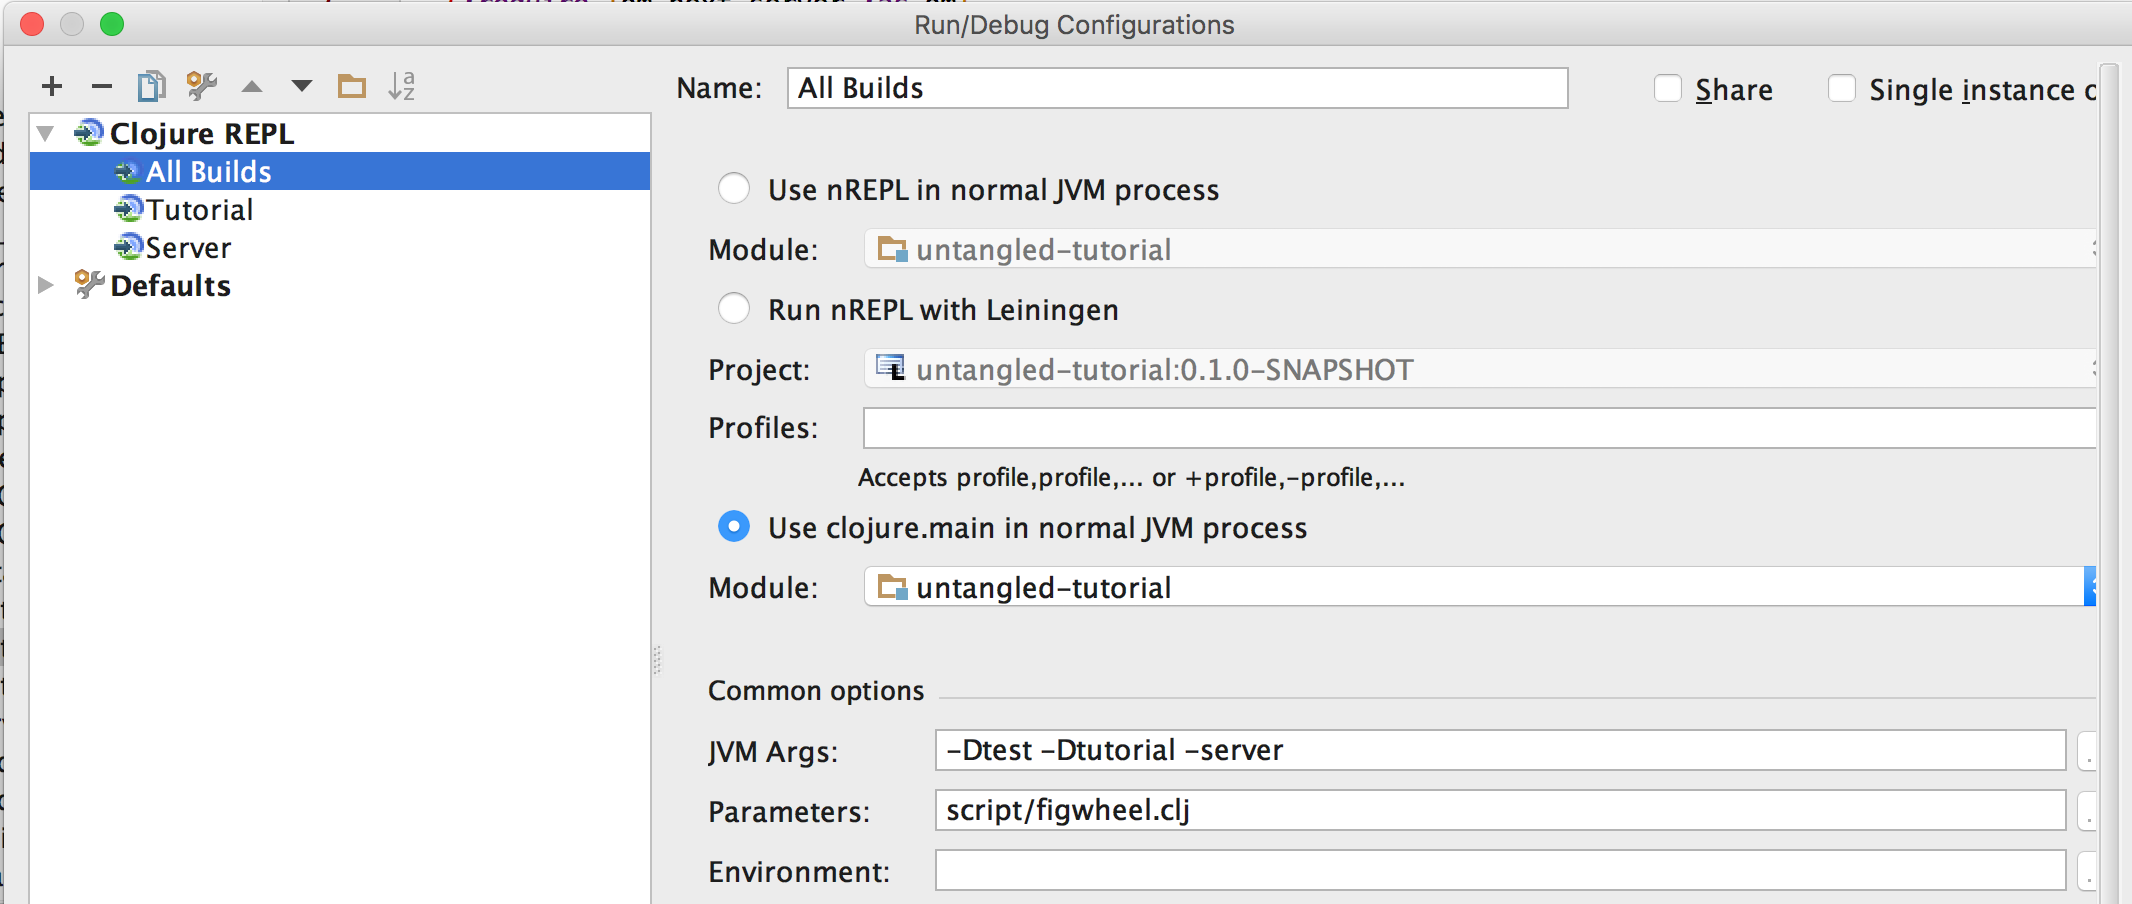 Run/Debug Configurations
Name: All Builds Share Single instance
Clojure REPL
All Builds
Tutorial
Server
Defaults
Use nREPL in normal JVM process
Module: untangled-tutorial
Run nREPL with Leiningen
Project: untangled-tutorial:0.1.0-SNAPSHOT
Profiles:
Accepts profile,profile,... or +profile,-profile,...
Use clojure.main in normal JVM process
Module: untangled-tutorial
Common options
JVM Args: -Dtest -Dtutorial -server
Parameters: script/figwheel.clj
Environment: